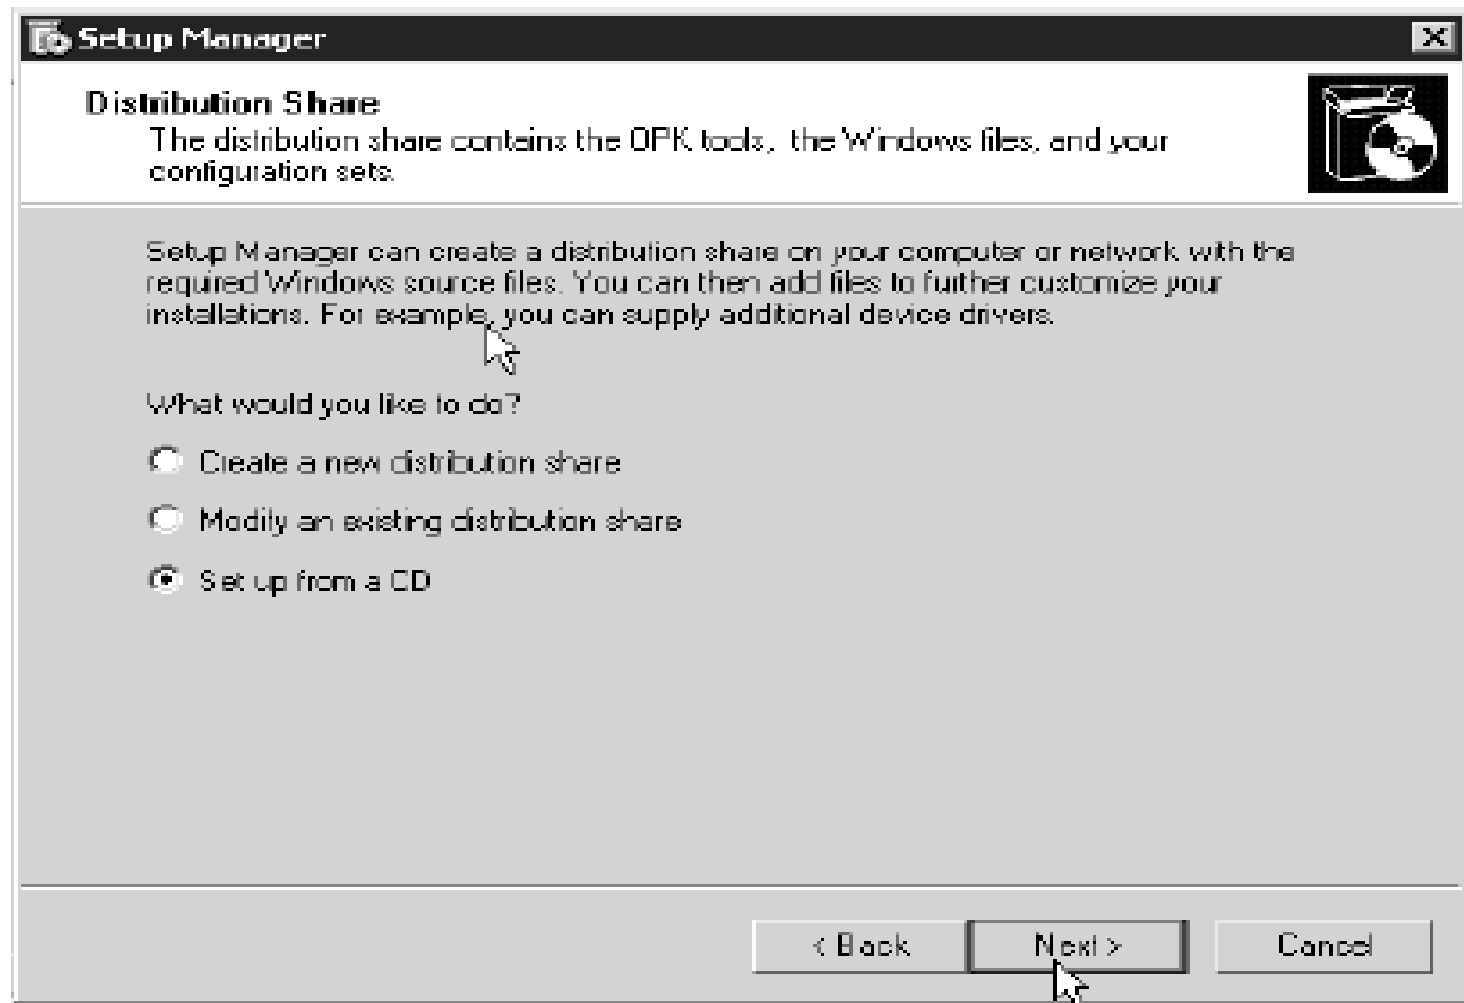 Setup Manager
Distribution Share
The distribution share contains the OPK tools, the Windows files, and your
configuration sets.
Setup Manager can create a distribution share on your computer or network with the
required Windows source files. You can then add files to further customize your
installations. For example, you can supply additional device drivers.
What would you like to do?
Create a new distribution share
Modify an existing distribution share
Set up from a CD
< Back
Next >
Cancel